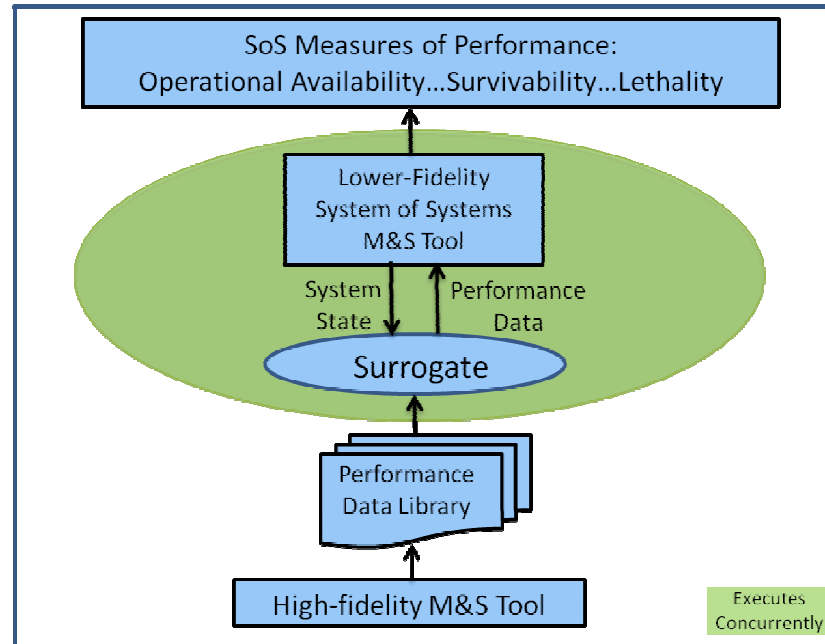 SoS Measures of Performance:
Operational Availability...Survivability...Lethality
Lower-Fidelity
System of Systems
M&S Tool
System
State
Performance
Data
Surrogate
Performance
Data Library
High-fidelity M&S Tool
Executes
Concurrently